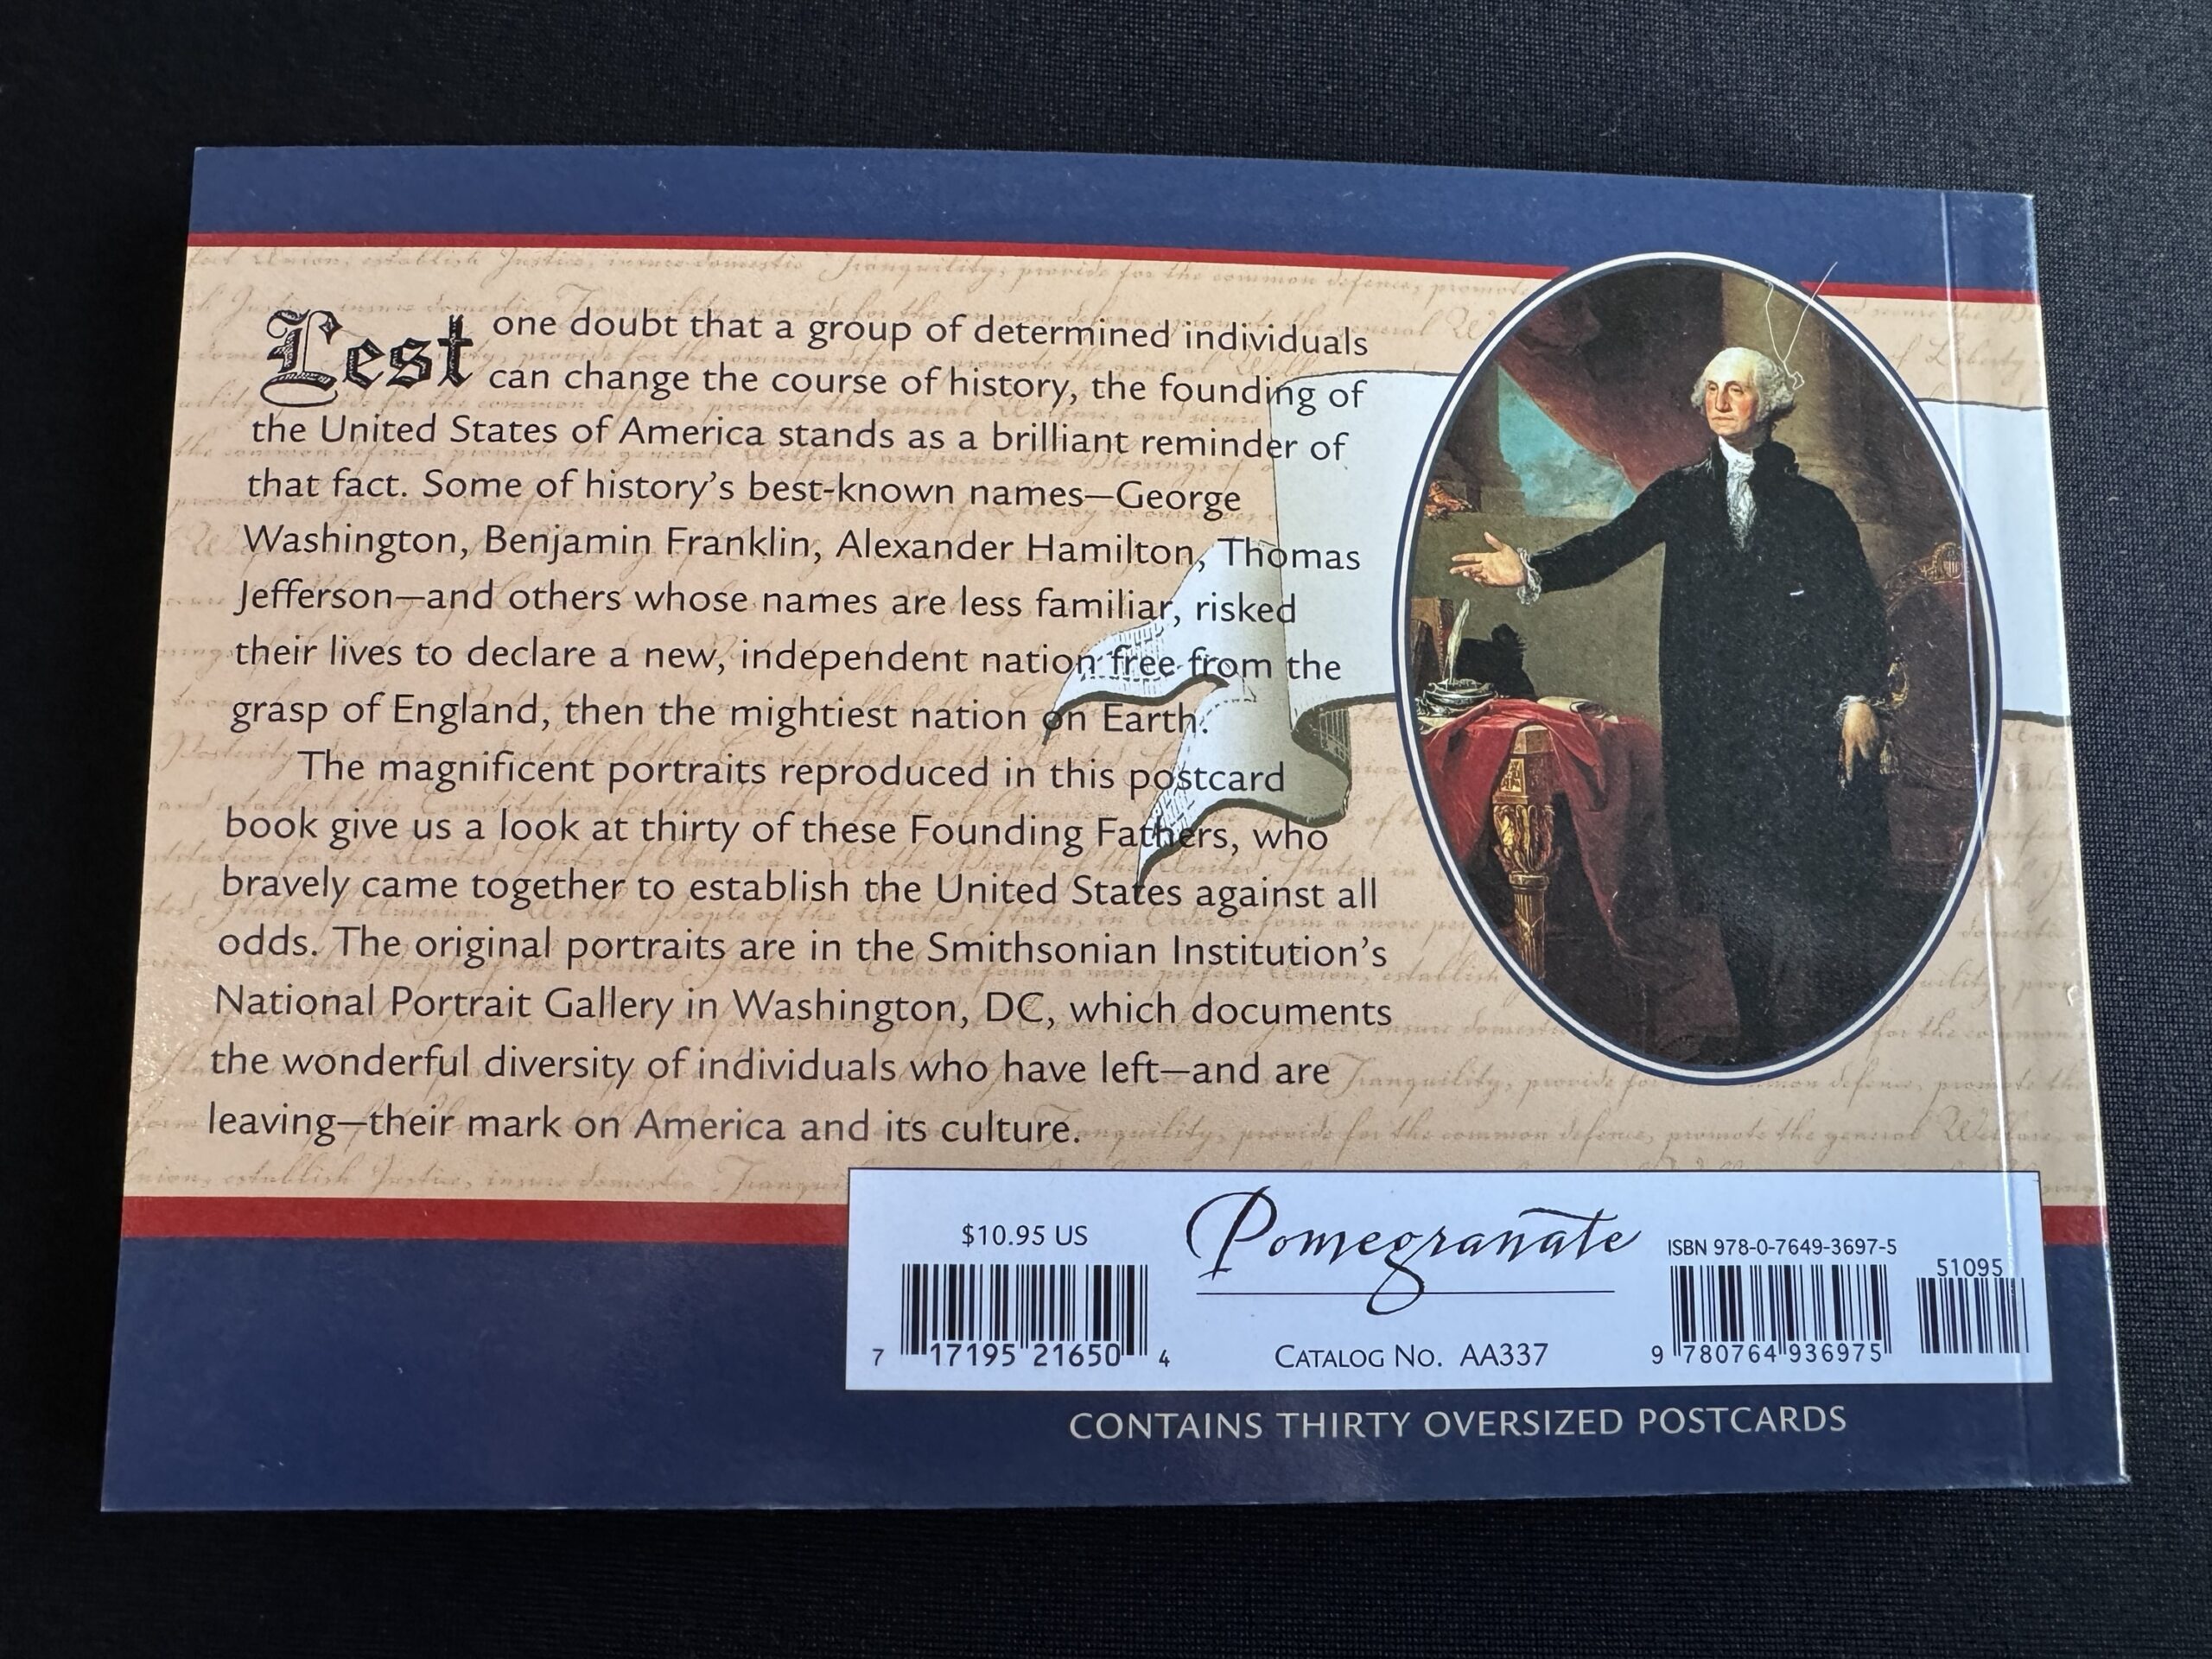 Lest one doubt that a group of determined individuals
can change the course of history, the founding of
the United States of America stands as a brilliant reminder of
that fact. Some of history's best-known names—George
Washington, Benjamin Franklin, Alexander Hamilton, Thomas
Jefferson—and others whose names are less familiar, risked
their lives to declare a new, independent nation free from the
grasp of England, then the mightiest nation on Earth.
The magnificent portraits reproduced in this postcard
book give us a look at thirty of these Founding Fathers, who
bravely came together to establish the United States against all
odds. The original portraits are in the Smithsonian Institution's
National Portrait Gallery in Washington, DC, which documents
the wonderful diversity of individuals who have left—and are
leaving—their mark on America and its culture.
$10.95 US
7 17195 21650 4
Pomegranate
CATALOG NO. AA337
ISBN 978-0-7649-3697-5
51095
9 780764 936975
CONTAINS THIRTY OVERSIZED POSTCARDS